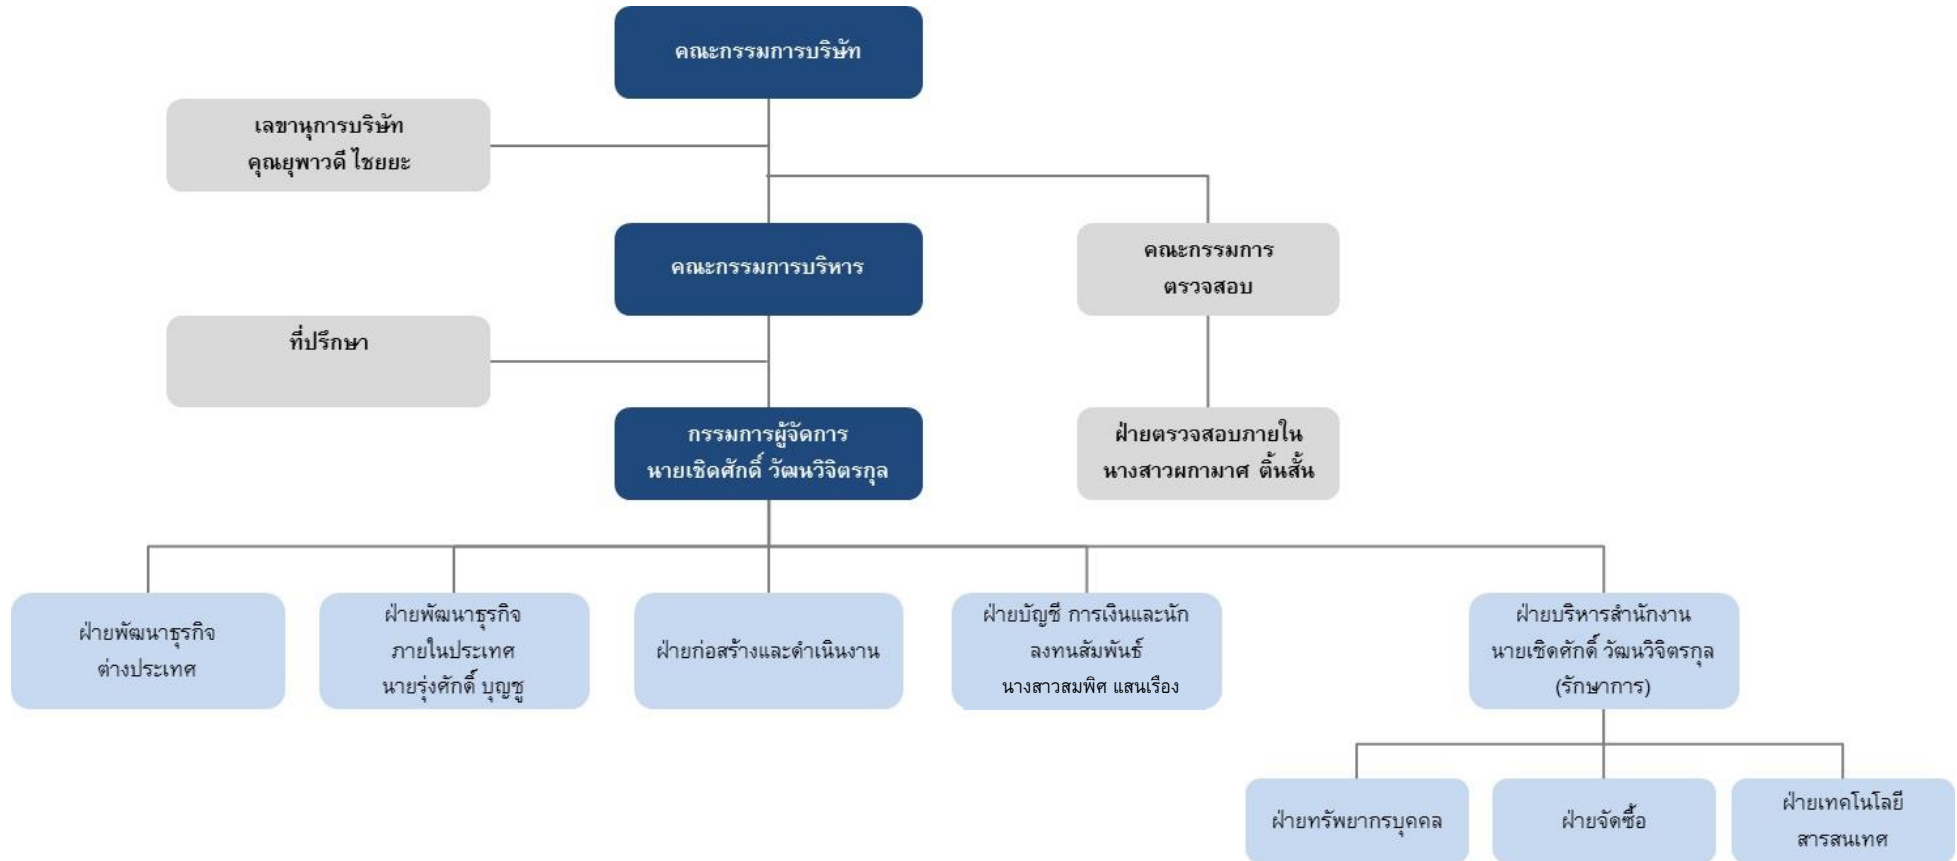 คณะกรรมการบริษัท
เลขานุการบริษัท
คุณยุพาวดี ไชยยะ
คณะกรรมการบริหาร
คณะกรรมการ
ตรวจสอบ
ที่ปรึกษา
กรรมการผู้จัดการ
นายเชิดศักดิ์ วัฒนวิจิตรกุล
ฝ่ายตรวจสอบภายใน
นางสาวผกามาศ ติ้นสั้น
ฝ่ายพัฒนาธุรกิจ
ต่างประเทศ
ฝ่ายพัฒนาธุรกิจ
ภายในประเทศ
นายรุ่งศักดิ์ บุญชู
ฝ่ายก่อสร้างและดำเนินงาน
ฝ่ายบัญชี การเงินและนัก
ลงทนสัมพันธ์
นางสาวสมพิศ แสนเรือง
ฝ่ายบริหารสำนักงาน
นายเชิดศักดิ์ วัฒนวิจิตรกุล
(รักษาการ)
ฝ่ายทรัพยากรบุคคล
ฝ่ายจัดซื้อ
ฝ่ายเทคโนโลยี
สารสนเทศ